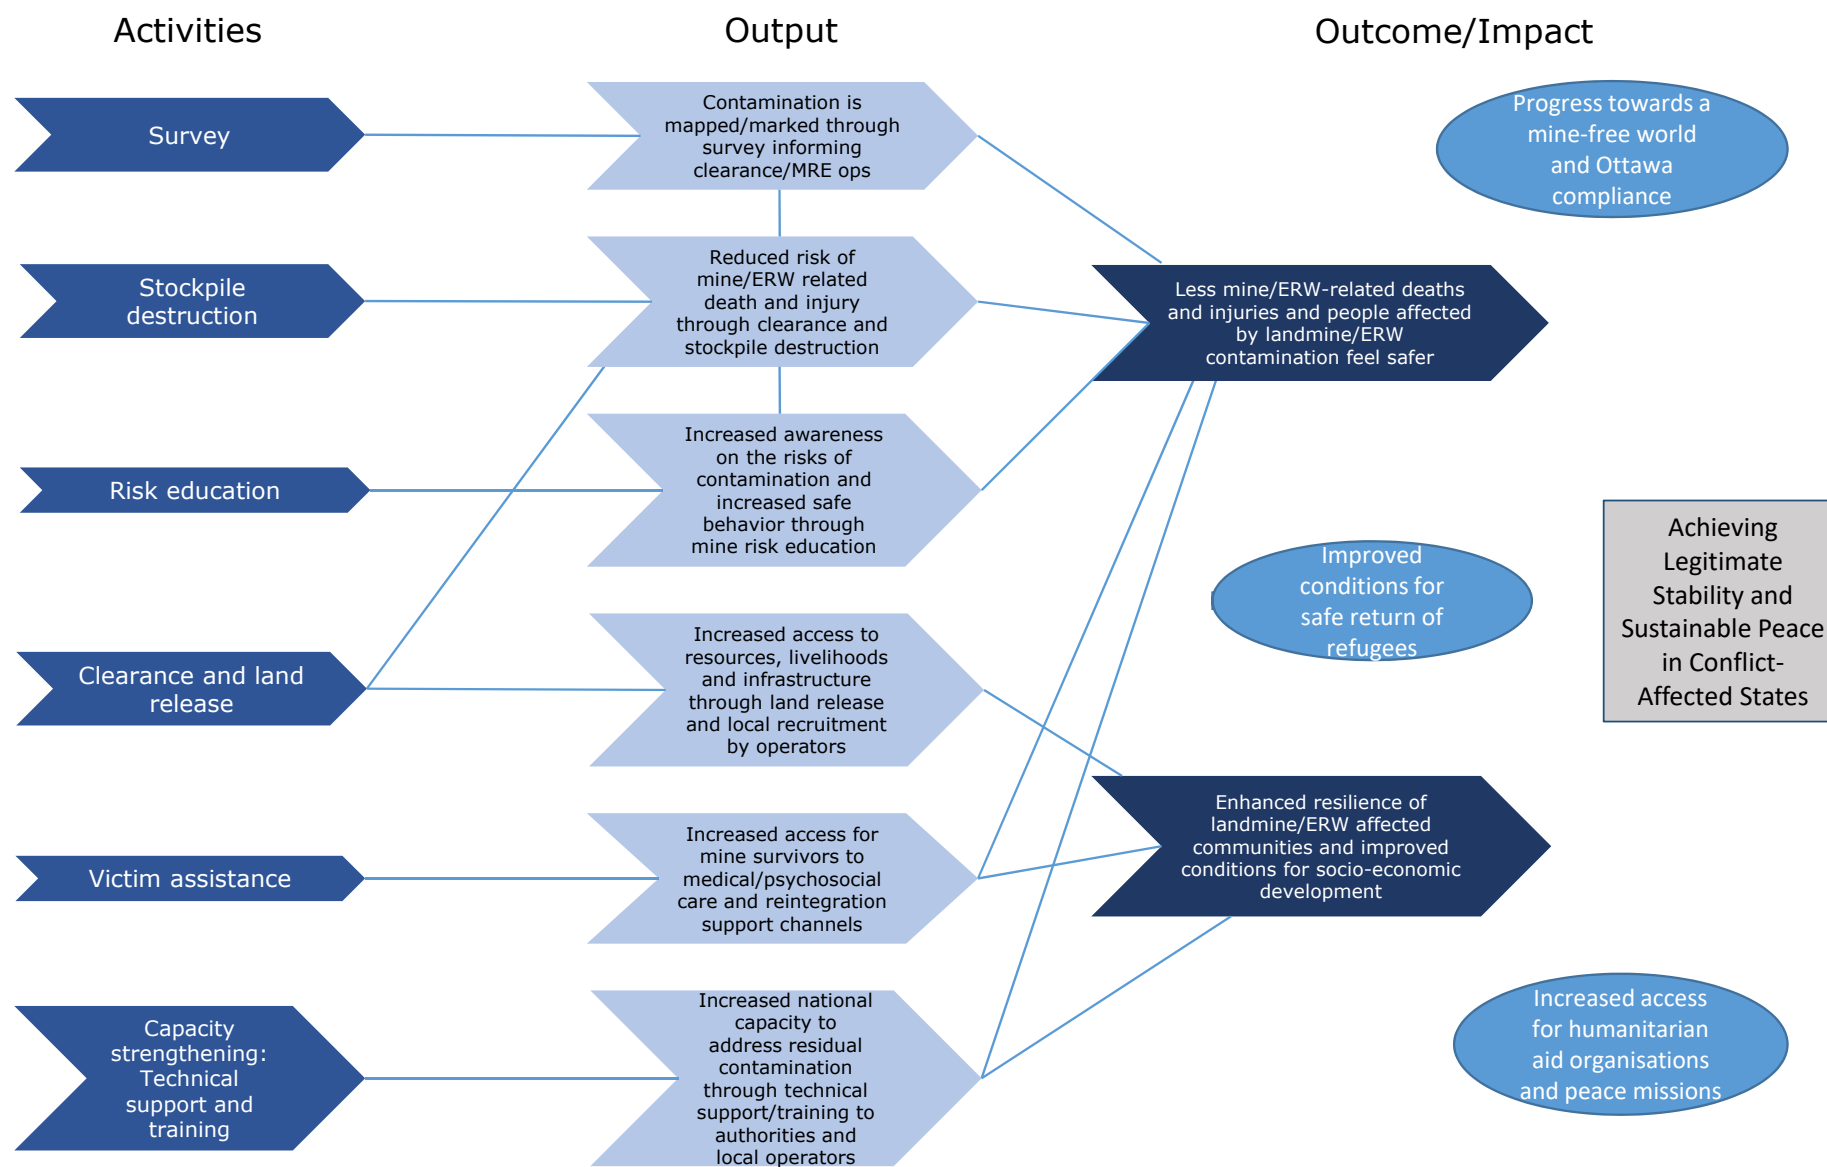 Activities
Output
Outcome/Impact
Survey
Stockpile
destruction
Risk education
Clearance and land
release
Victim assistance
Capacity
strengthening:
Technical
support and
training
Contamination is
mapped/marked through
survey informing
clearance/MRE ops
Reduced risk of
mine/ERW related
death and injury
through clearance and
stockpile destruction
Increased awareness
on the risks of
contamination and
increased safe
behavior through
mine risk education
Increased access to
resources, livelihoods
and infrastructure
through land release
and local recruitment
by operators
Increased access for
mine survivors to
medical/psychosocial
care and reintegration
support channels
Increased national
capacity to
address residual
contamination
through technical
support/training to
authorities and
local operators
Progress towards a
mine-free world
and Ottawa
compliance
Less mine/ERW-related deaths
and injuries and people affected
by landmine/ERW
contamination feel safer
Improved
conditions for
safe return of
refugees
Enhanced resilience of
landmine/ERW affected
communities and improved
conditions for socio-economic
development
Increased access
for humanitarian
aid organisations
and peace missions
Achieving
Legitimate
Stability and
Sustainable Peace
in Conflict-
Affected States